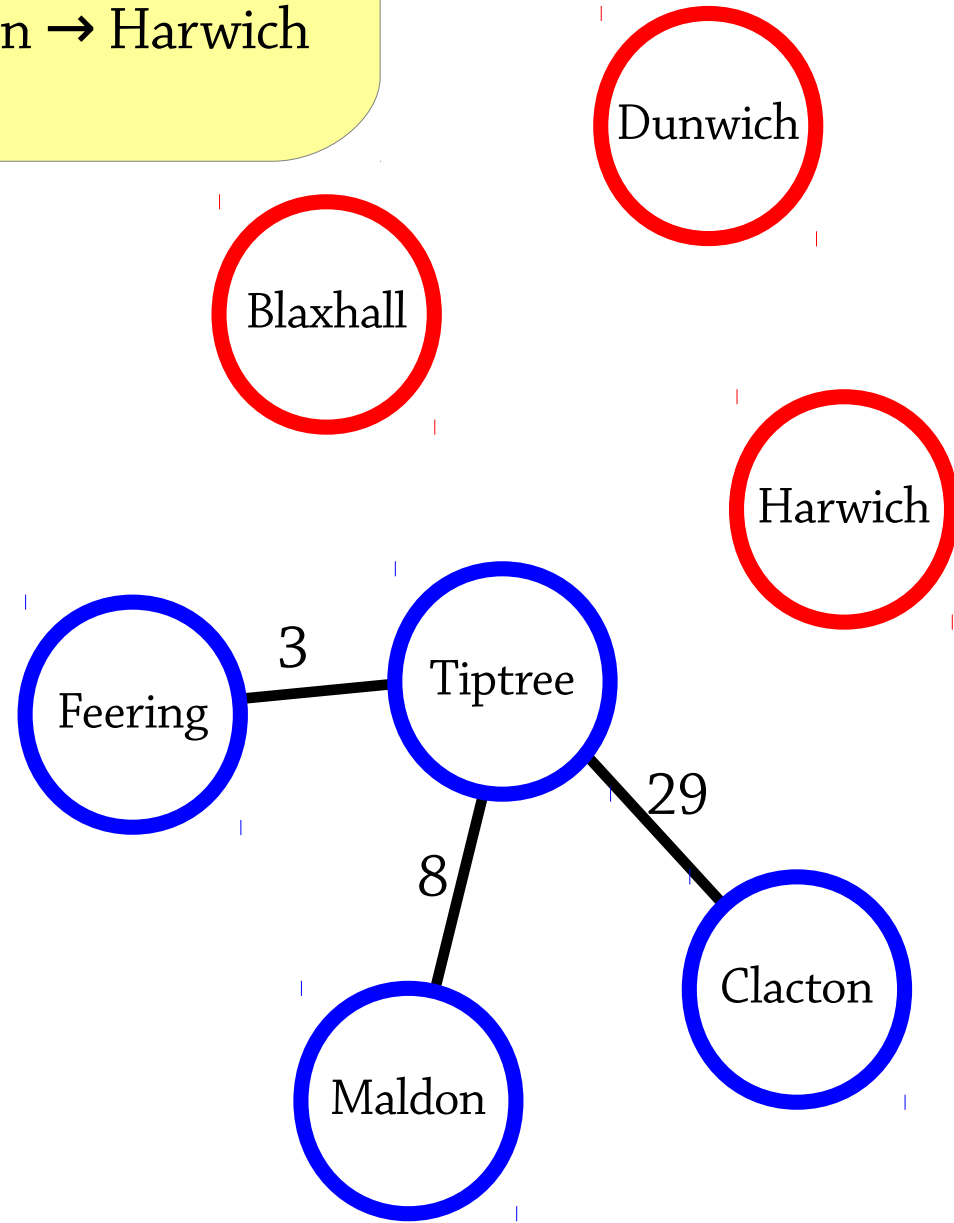 n → Harwich
Dunwich
Blaxhall
Harwich
3
Tiptree
Feering
29
8
Clacton
Maldon